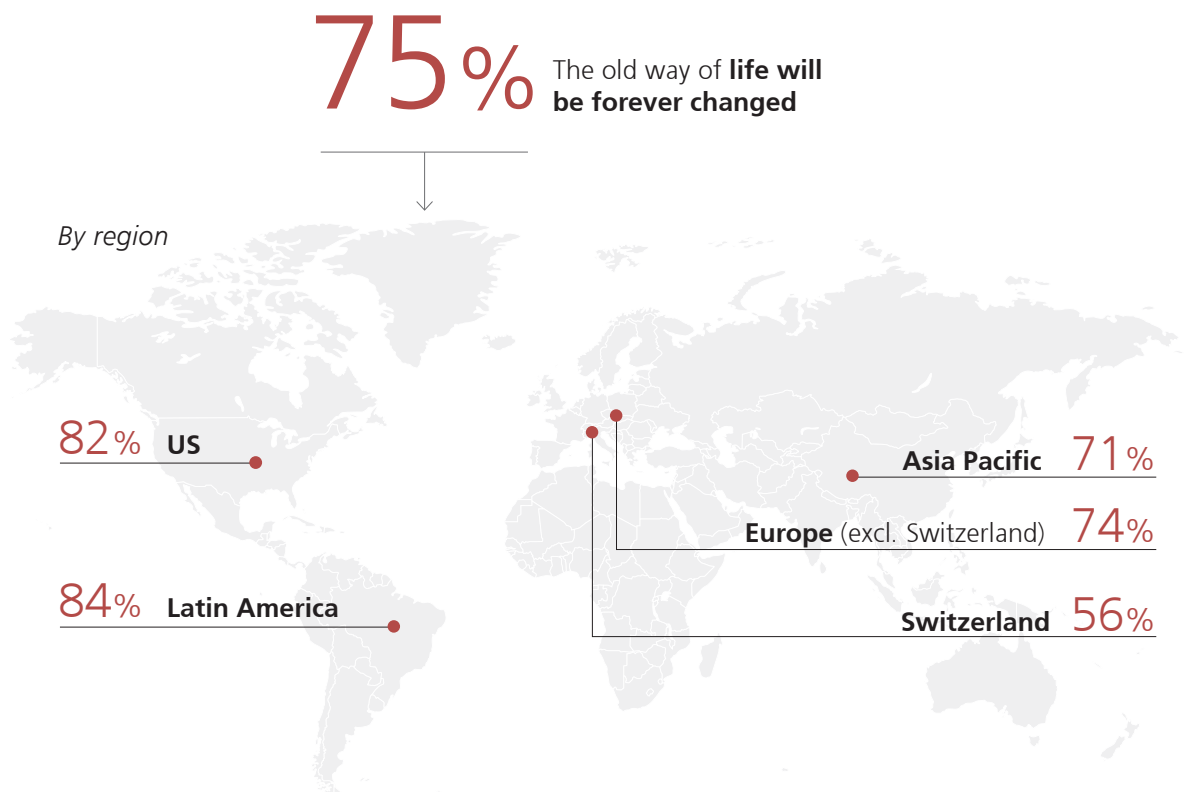 75%
The old way of life will
be forever changed
By region
82% US
84% Latin America
Asia Pacific 71%
Europe (excl. Switzerland) 74%
Switzerland 56%